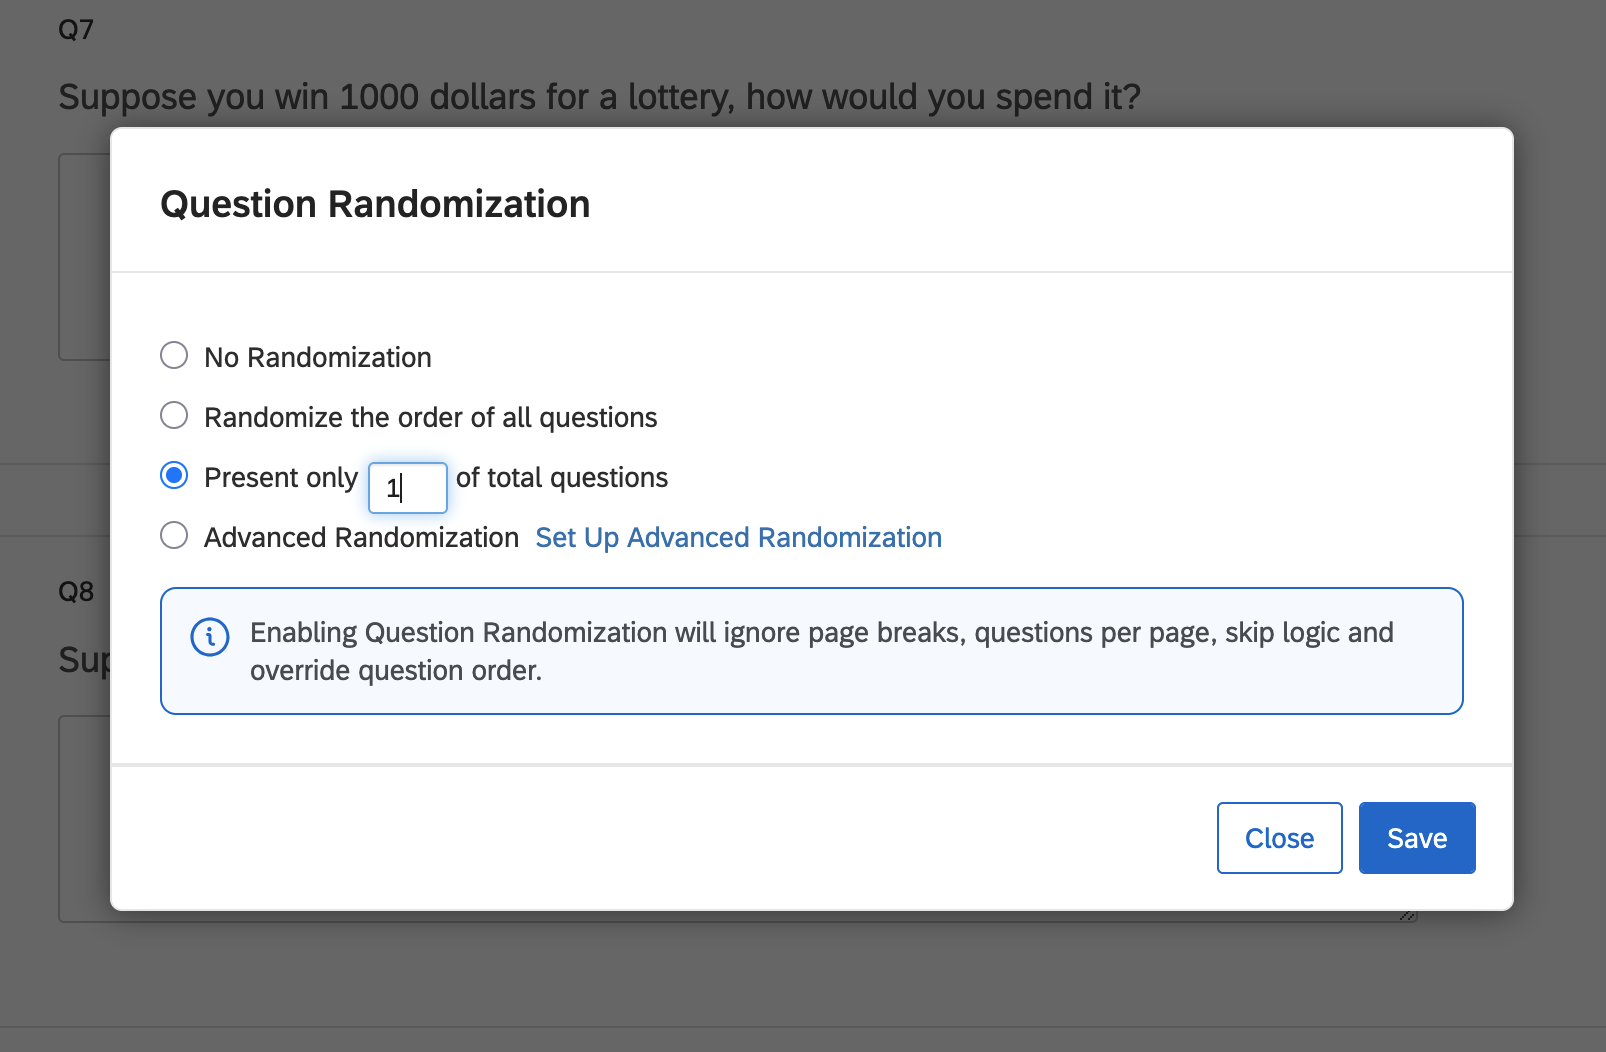 Q7
Suppose you win 1000 dollars for a lottery, how would you spend it?
Question Randomization
No Randomization
Randomize the order of all questions
Present only 1 of total questions
Advanced Randomization Set Up Advanced Randomization
Q8
Enabling Question Randomization will ignore page breaks, questions per page, skip logic and
override question order.
Close Save